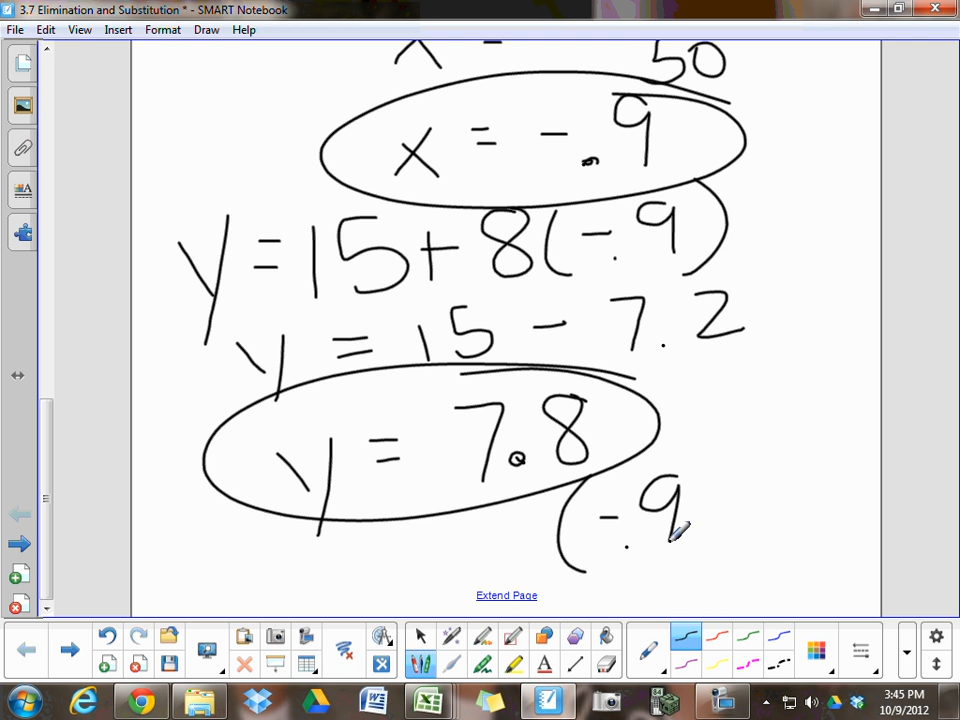 3.7 Elimination and Substitution * - SMART Notebook
File Edit View Insert Format Draw Help
x = 50
x = -.9
y = 15 + 8(-.9)
y = 15 - 7.2
y = 7.8
(-.9
Extend Page
3:45 PM
10/9/2012